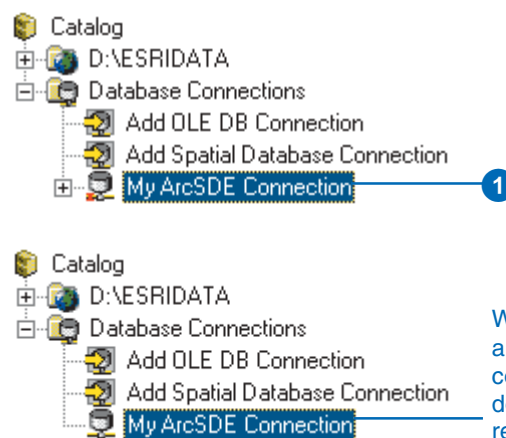 Catalog
D:\ESRIDATA
Database Connections
Add OLE DB Connection
Add Spatial Database Connection
My ArcSDE Connection
1
Catalog
D:\ESRIDATA
Database Connections
Add OLE DB Connection
Add Spatial Database Connection
My ArcSDE Connection